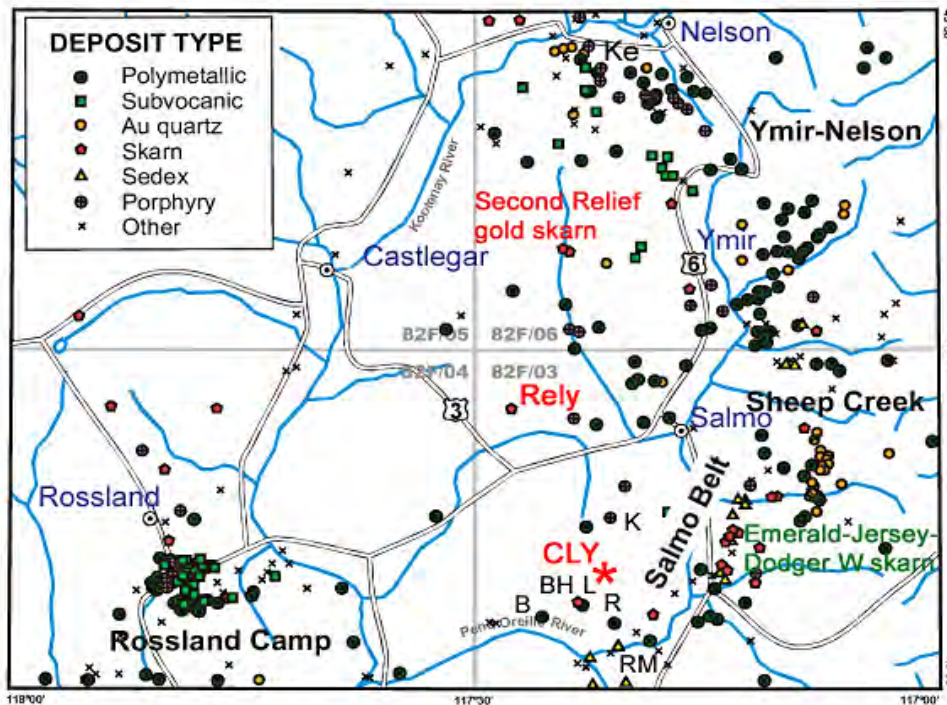 DEPOSIT TYPE
Polymetallic
Subvocanic
Au quartz
Skarn
Sedex
Porphyry
Other
Nelson
Ke
Ymir-Nelson
Kootenay River
Second Relief
gold skarn
Castlegar
Ymir
6
82F/05
82F/06
82F/04
82F/03
3
Rely
Sheep Creek
Salmo
Rossland
Salmo Belt
K
Emerald-Jersey-
Dodger W skarn
CLY
BH L
B
R
Pend Oreille River
Rossland Camp
RM
118°00'
117°30'
117°00'